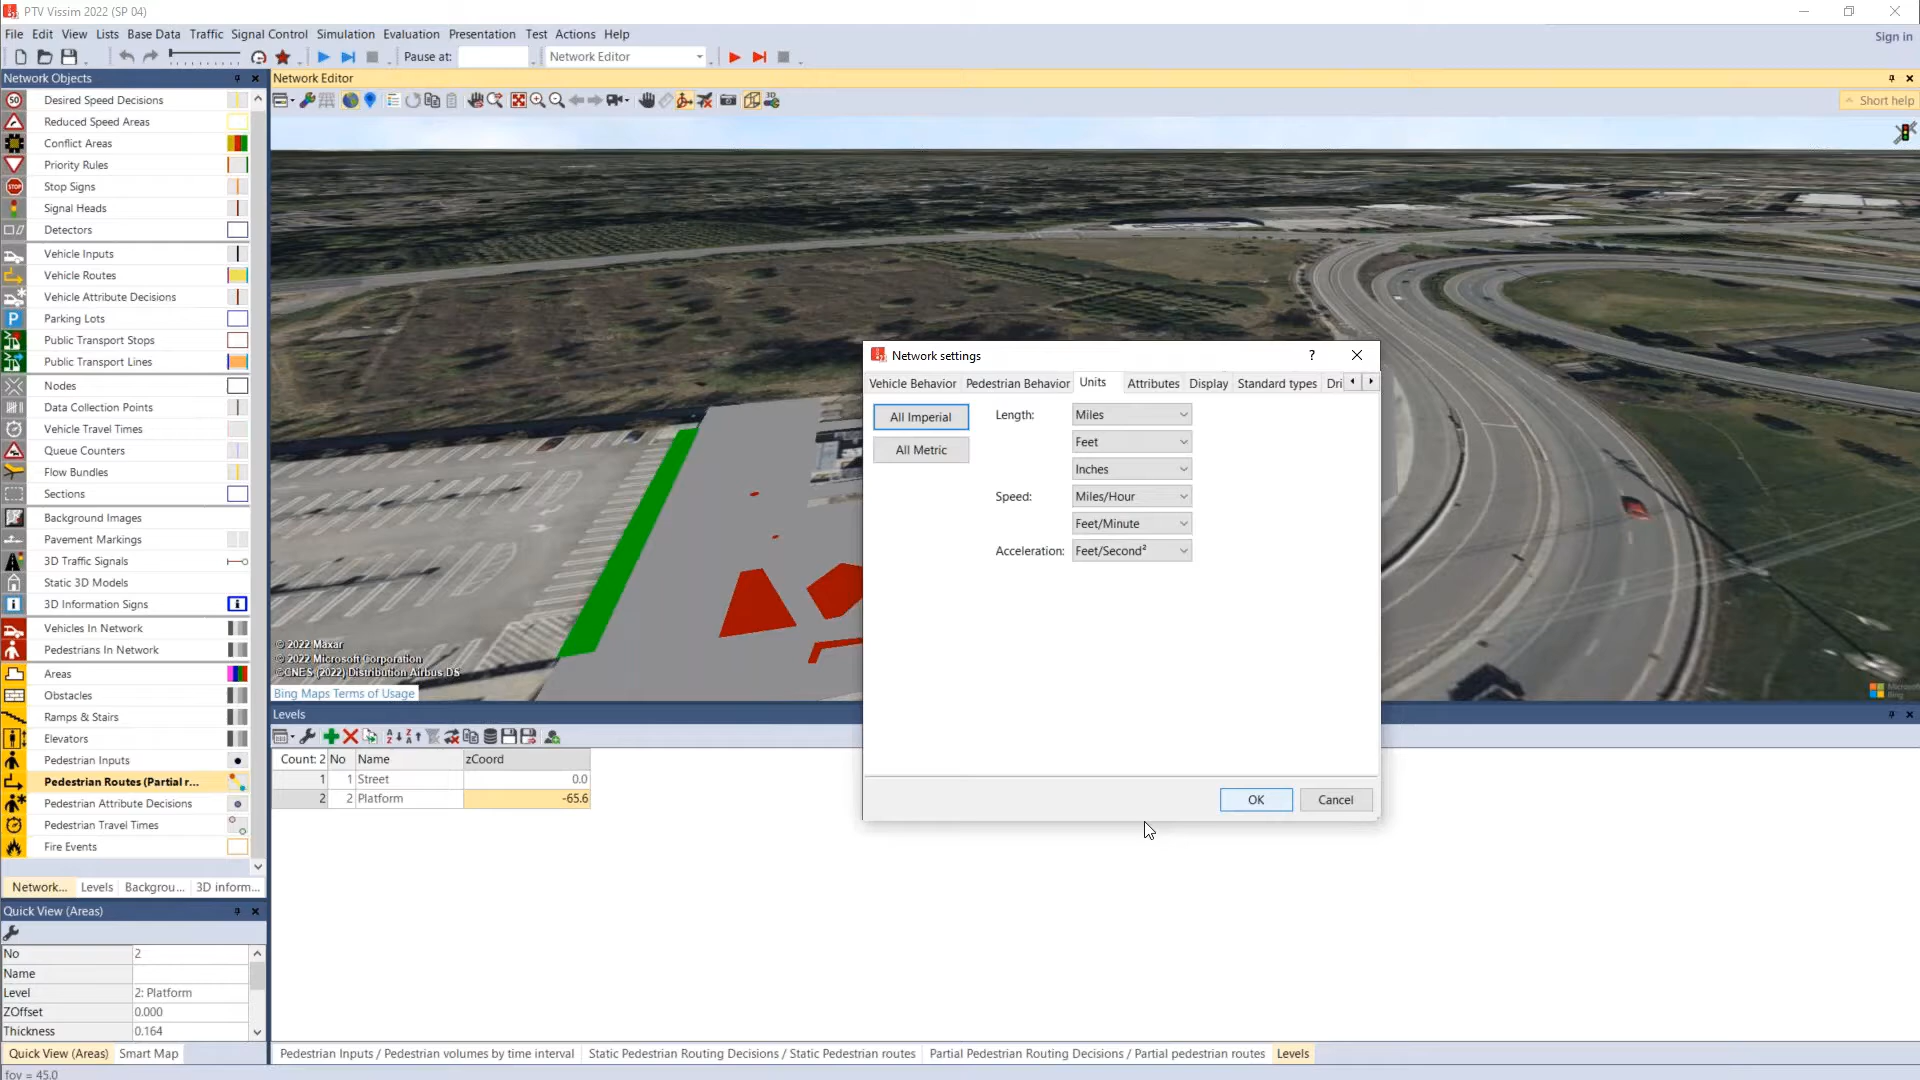 PTV Vissim 2022 (SP 04)
File Edit View Lists Base Data Traffic Signal Control Simulation Evaluation Presentation Test Actions Help
Sign in
Pause at: Network Editor
Network Objects
Network Editor
Short help
Desired Speed Decisions
Reduced Speed Areas
Conflict Areas
Priority Rules
Stop Signs
Signal Heads
Detectors
Vehicle Inputs
Vehicle Routes
Vehicle Attribute Decisions
Parking Lots
Public Transport Stops
Public Transport Lines
Nodes
Data Collection Points
Vehicle Travel Times
Queue Counters
Flow Bundles
Sections
Background Images
Pavement Markings
3D Traffic Signals
Static 3D Models
3D Information Signs
Vehicles In Network
Pedestrians In Network
Areas
Obstacles
Ramps & Stairs
Elevators
Pedestrian Inputs
Pedestrian Routes (Partial r...
Pedestrian Attribute Decisions
Pedestrian Travel Times
Fire Events
Network... Levels Backgrou... 3D inform...
Quick View (Areas)
No 2
Name
Level 2: Platform
ZOffset 0.000
Thickness 0.164
Quick View (Areas) Smart Map
fov = 45.0
© 2022 Maxar
© 2022 Microsoft Corporation
©CNES (2022) Distribution Airbus DS
Bing Maps Terms of Usage
Microsoft
Bing
Levels
Count: 2 No Name zCoord
1 1 Street 0.0
2 2 Platform -65.6
Network settings
?
Vehicle Behavior Pedestrian Behavior Units Attributes Display Standard types Dri
All Imperial
All Metric
Length: Miles
Feet
Inches
Speed: Miles/Hour
Feet/Minute
Acceleration: Feet/Second²
OK Cancel
Pedestrian Inputs / Pedestrian volumes by time interval Static Pedestrian Routing Decisions / Static Pedestrian routes Partial Pedestrian Routing Decisions / Partial pedestrian routes Levels